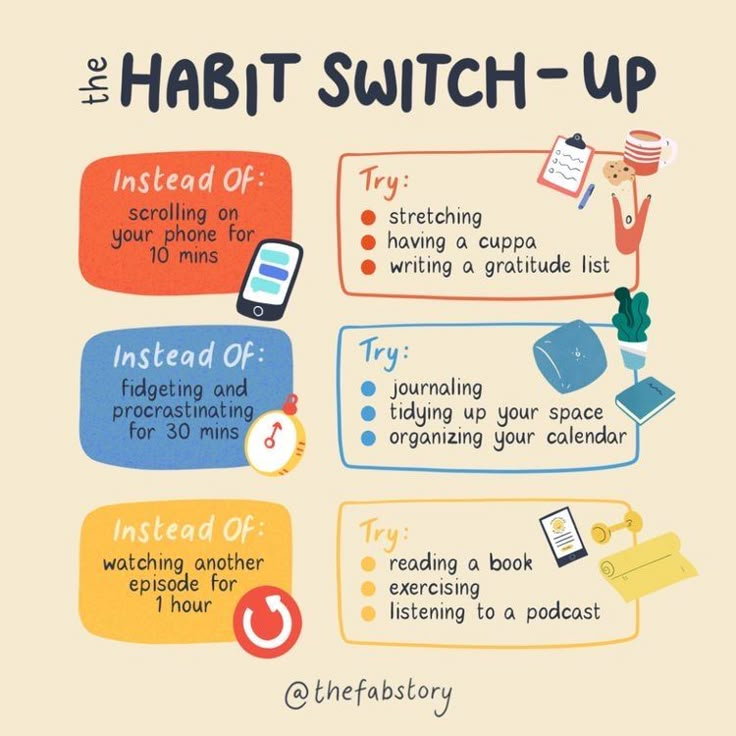 the HABIT SWITCH-UP
Instead Of:
scrolling on
your phone for
10 mins
Try:
stretching
having a cuppa
writing a gratitude list
Instead Of:
fidgeting and
procrastinating
for 30 mins
Try:
journaling
tidying up your space
organizing your calendar
Instead Of:
watching another
episode for
1 hour
Try:
reading a book
exercising
listening to a podcast
@thefabstory